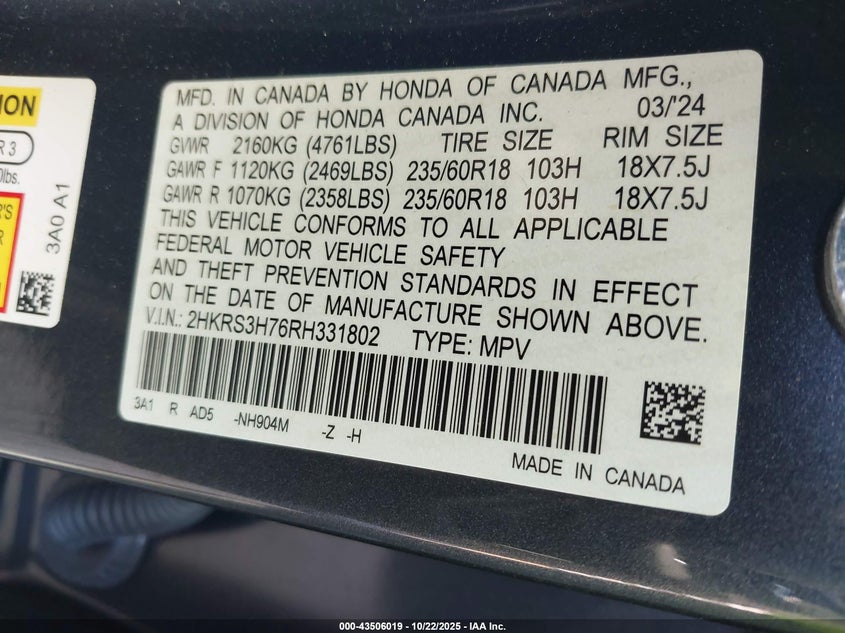 ION
R 3
0lbs.
R'S
R
3A0 A1
MFD. IN CANADA BY HONDA OF CANADA MFG.,
A DIVISION OF HONDA CANADA INC. 03/'24
GVWR 2160KG (4761LBS) TIRE SIZE RIM SIZE
GAWR F 1120KG (2469LBS) 235/60R18 103H 18X7.5J
GAWR R 1070KG (2358LBS) 235/60R18 103H 18X7.5J
THIS VEHICLE CONFORMS TO ALL APPLICABLE
FEDERAL MOTOR VEHICLE SAFETY
AND THEFT PREVENTION STANDARDS IN EFFECT
ON THE DATE OF MANUFACTURE SHOWN ABOVE.
V.I.N.: 2HKRS3H76RH331802 TYPE: MPV
3A1 R AD5 -NH904M -Z -H
MADE IN CANADA
000-43506019 - 10/22/2025 - IAA Inc.